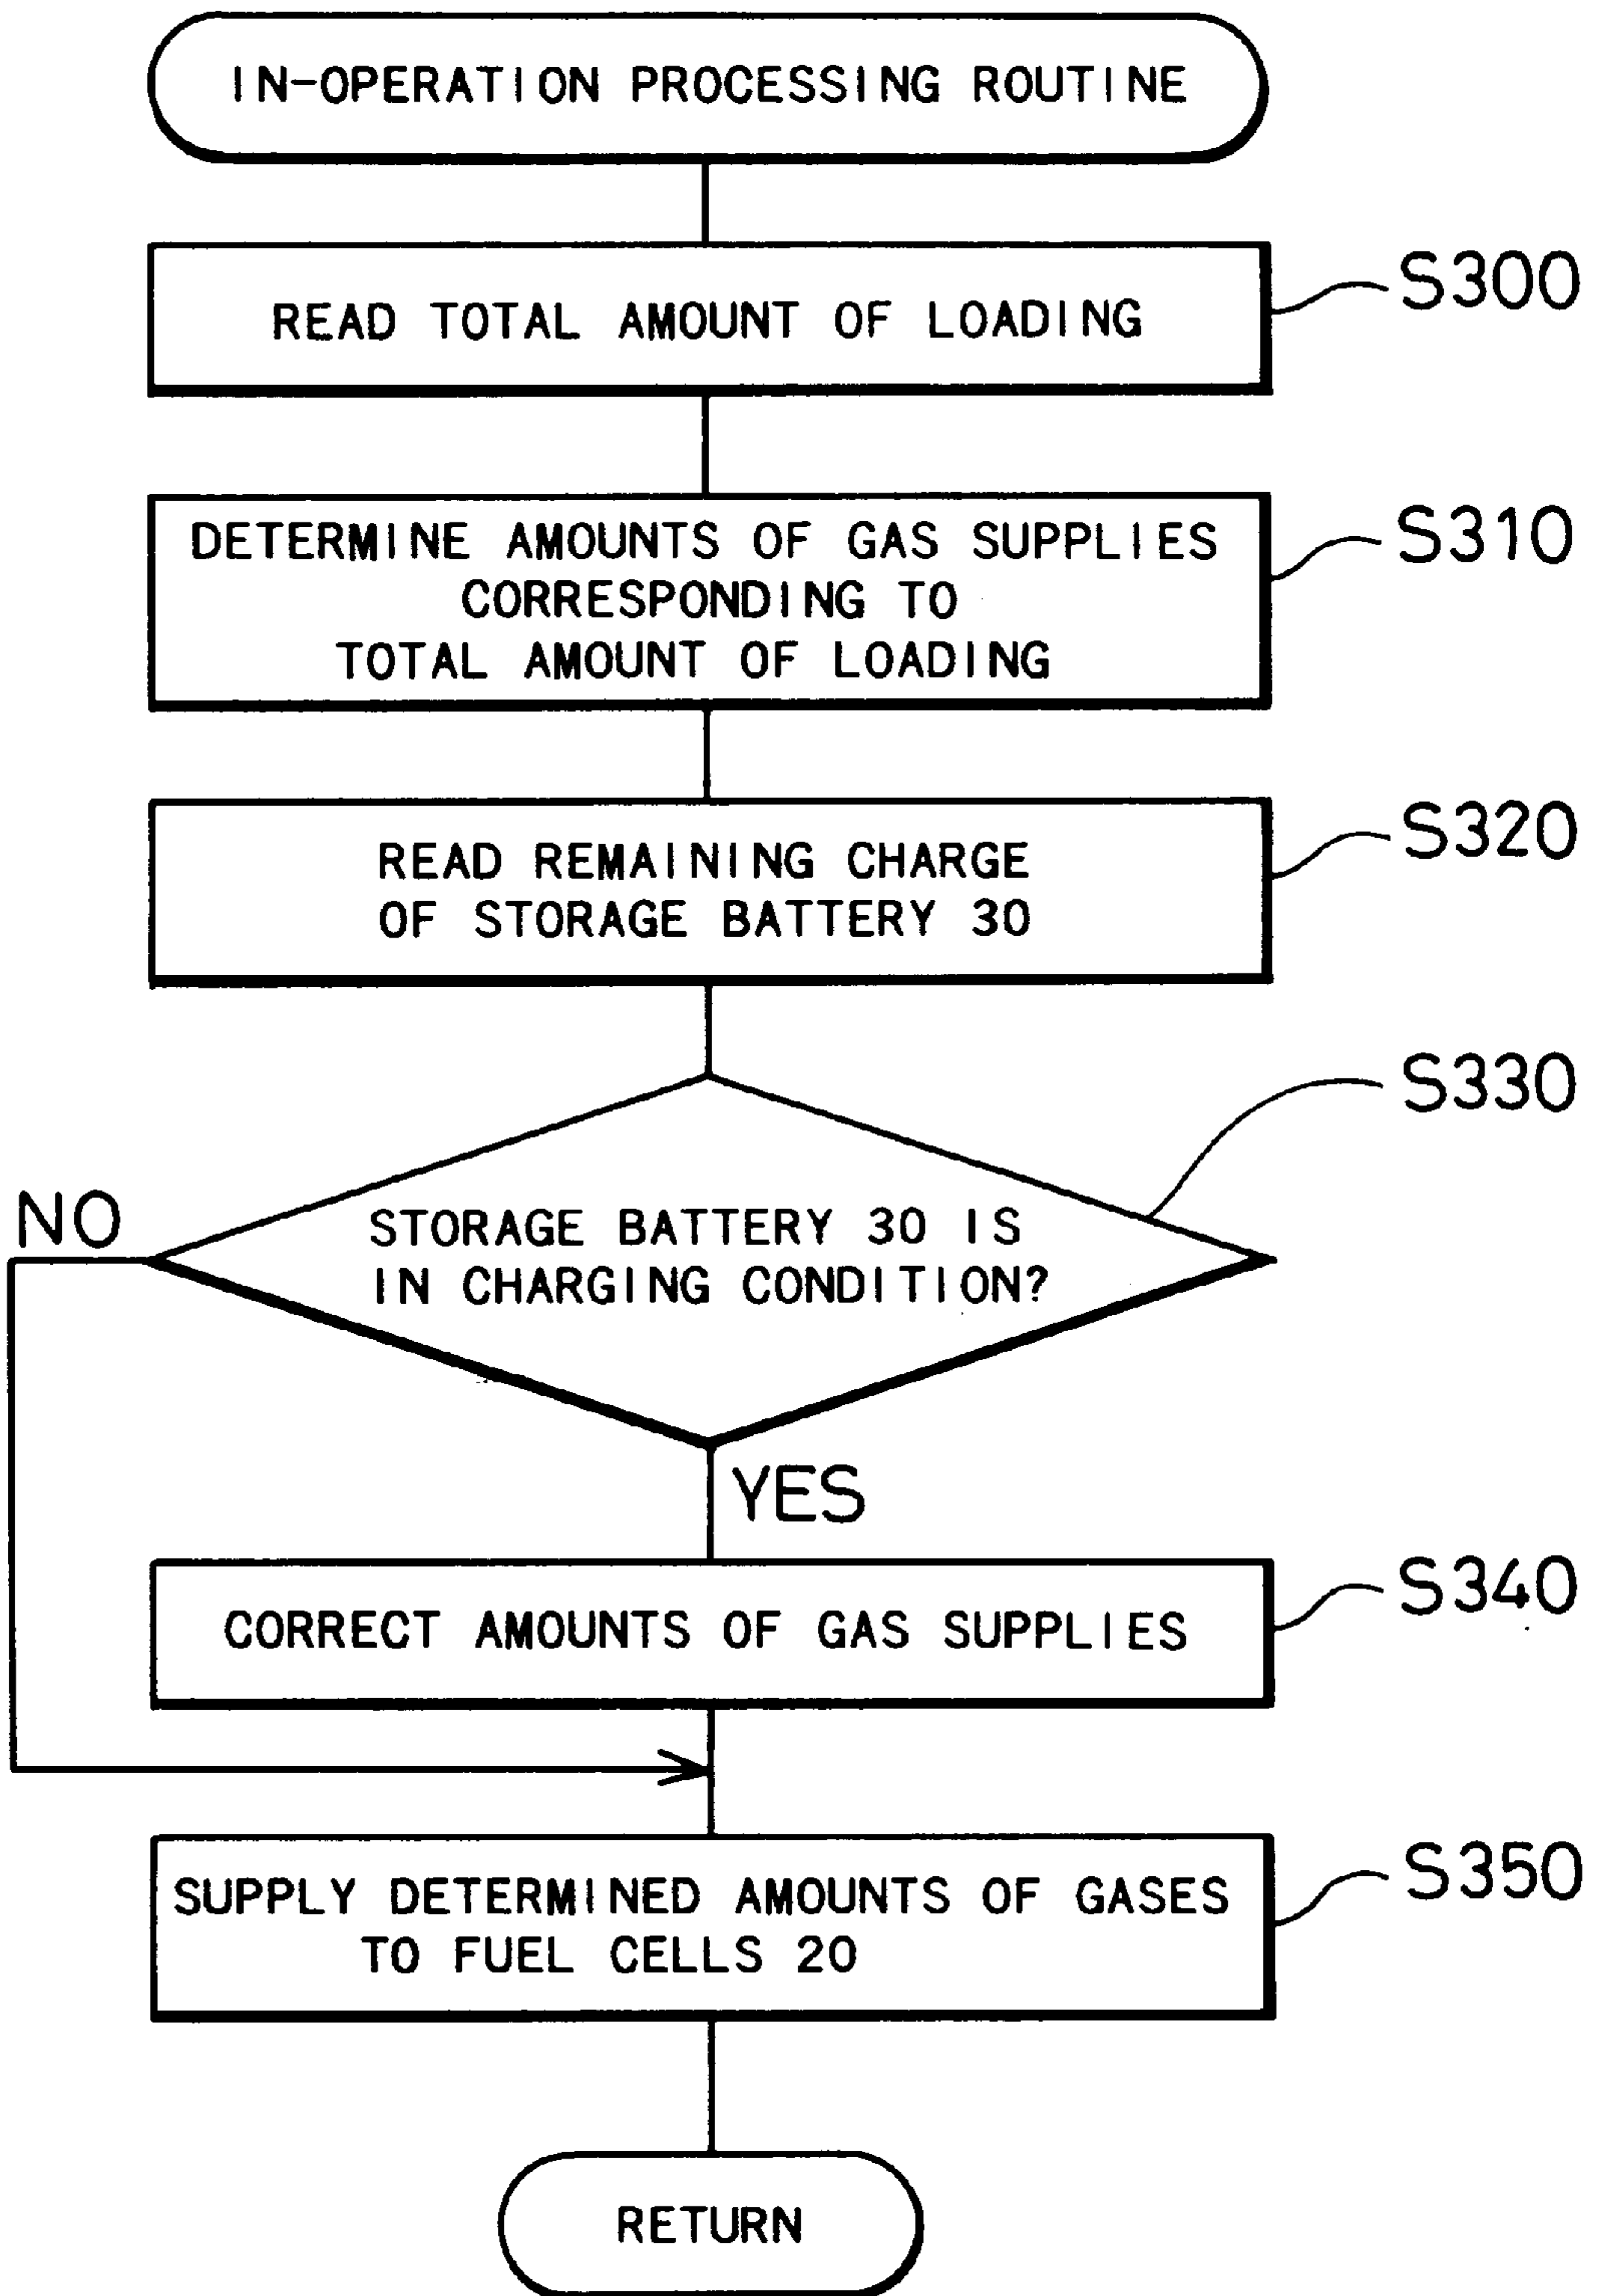 IN-OPERATION PROCESSING ROUTINE
READ TOTAL AMOUNT OF LOADING
S300
DETERMINE AMOUNTS OF GAS SUPPLIES
CORRESPONDING TO
TOTAL AMOUNT OF LOADING
S310
READ REMAINING CHARGE
OF STORAGE BATTERY 30
S320
S330
NO
STORAGE BATTERY 30 IS
IN CHARGING CONDITION?
YES
CORRECT AMOUNTS OF GAS SUPPLIES
S340
SUPPLY DETERMINED AMOUNTS OF GASES
TO FUEL CELLS 20
S350
RETURN